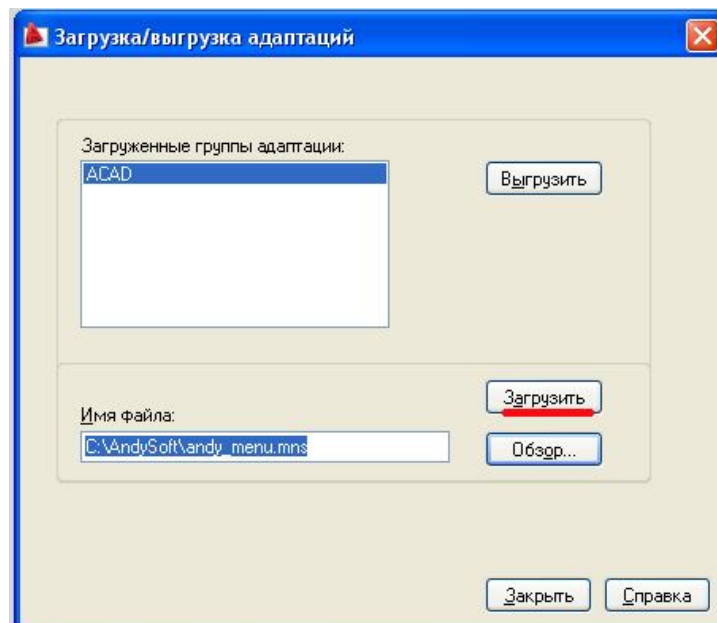 Загрузка/выгрузка адаптаций
Загруженные группы адаптации:
ACAD
Выгрузить
Загрузить
Имя файла:
C:\AndySoft\andy_menu.mns
Обзор...
Закрыть
Справка